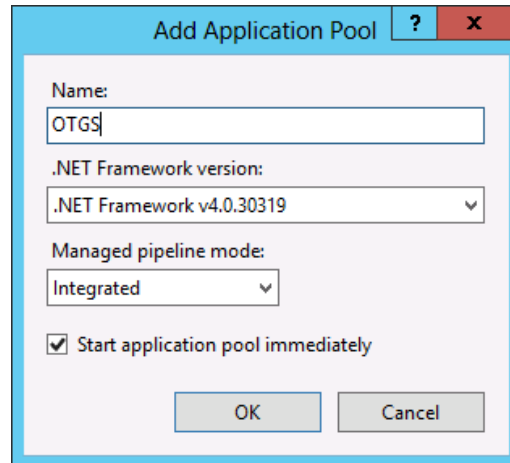 Add Application Pool ? x
Name:
OTGS
.NET Framework version:
.NET Framework v4.0.30319
Managed pipeline mode:
Integrated
Start application pool immediately
OK Cancel